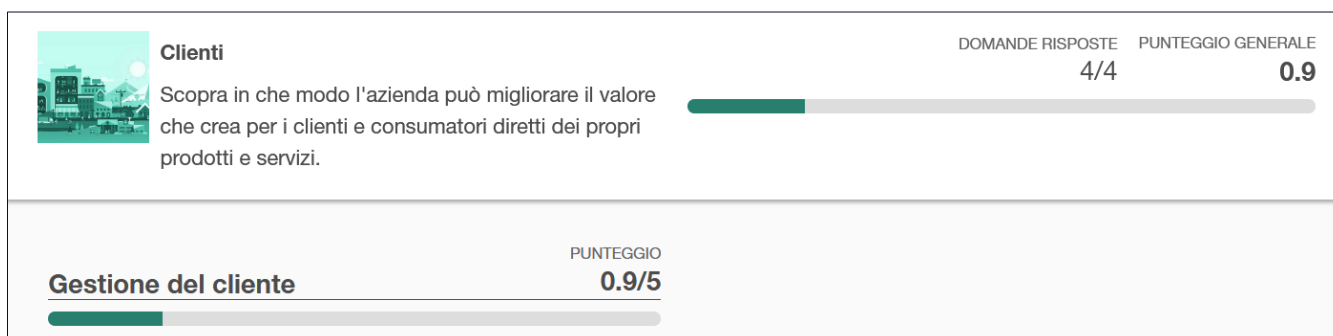 Clienti
Scopra in che modo l'azienda può migliorare il valore
che crea per i clienti e consumatori diretti dei propri
prodotti e servizi.
DOMANDE RISPOSTE
4/4
PUNTEGGIO GENERALE
0.9
Gestione del cliente
PUNTEGGIO
0.9/5